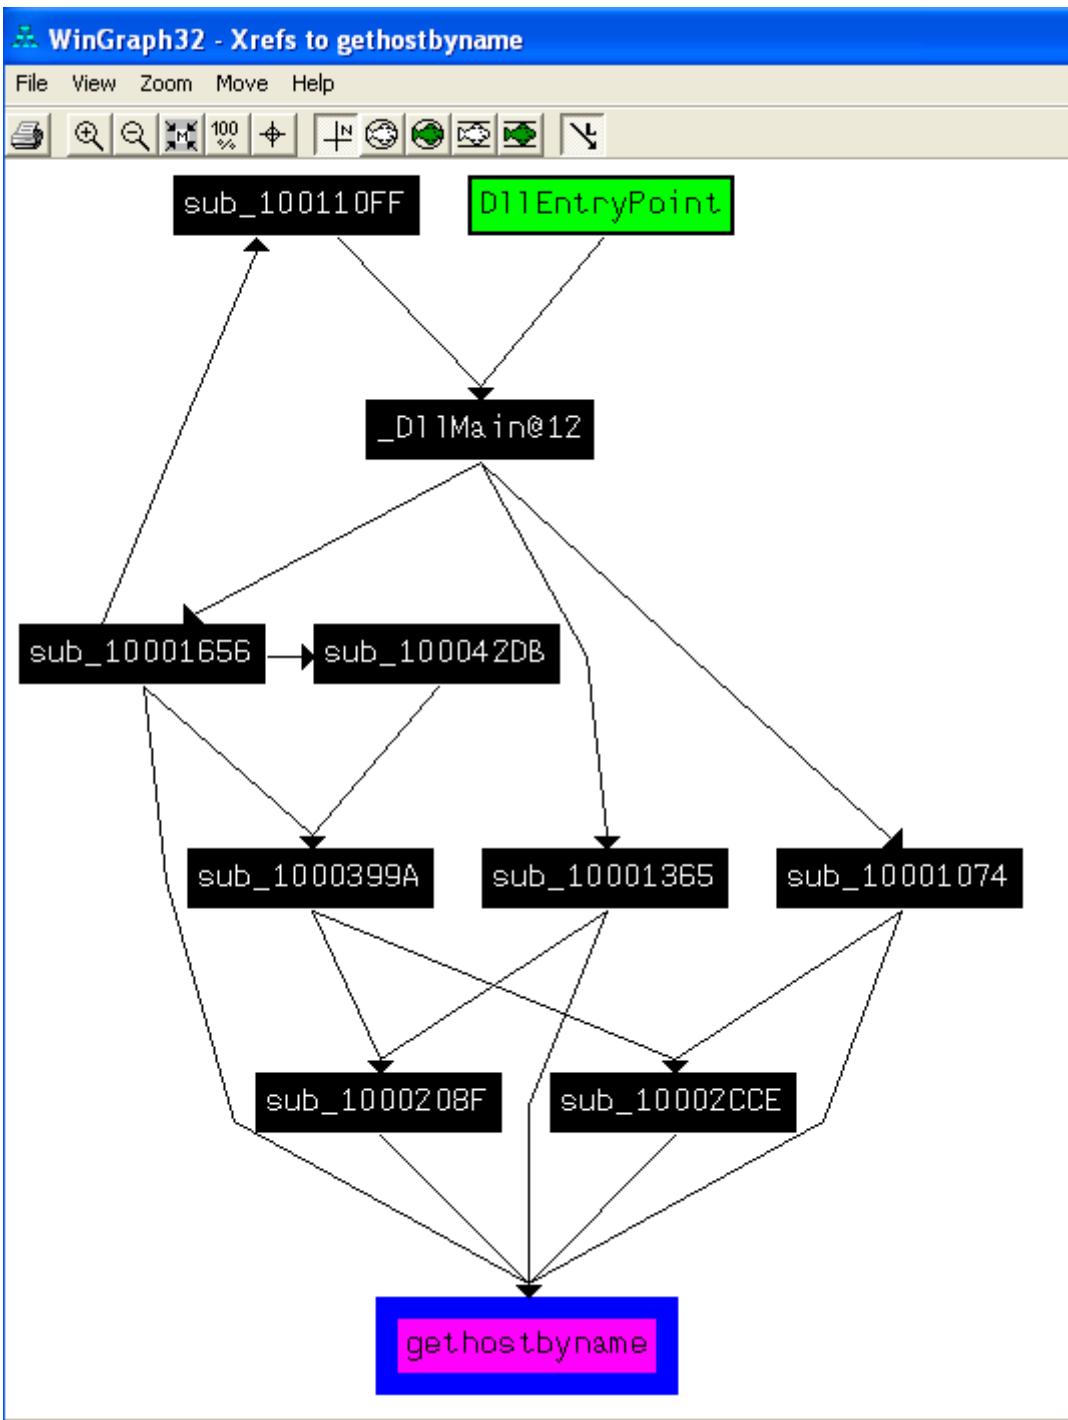 WinGraph32 - Xrefs to gethostbyname
File View Zoom Move Help
100 %
N
M
sub_100110FF
DllEntryPoint
_DllMain@12
sub_10001656
sub_100042DB
sub_1000399A
sub_10001365
sub_10001074
sub_1000208F
sub_10002CCE
gethostbyname